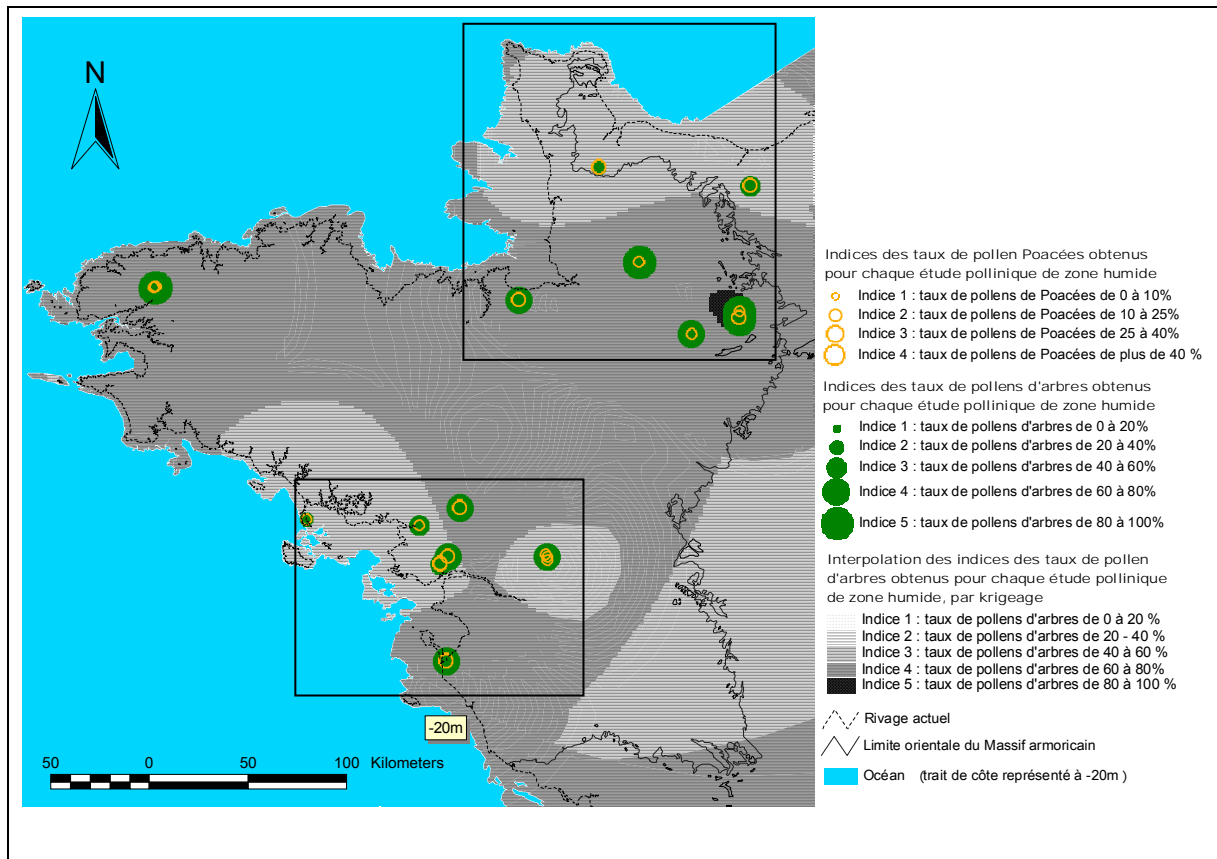 N
Indices des taux de pollen Poacées obtenus
pour chaque étude pollinique de zone humide
Indice 1 : taux de pollens de Poacées de 0 à 10%
Indice 2 : taux de pollens de Poacées de 10 à 25%
Indice 3 : taux de pollens de Poacées de 25 à 40%
Indice 4 : taux de pollens de Poacées de plus de 40 %
Indices des taux de pollens d'arbres obtenus
pour chaque étude pollinique de zone humide
Indice 1 : taux de pollens d'arbres de 0 à 20%
Indice 2 : taux de pollens d'arbres de 20 à 40%
Indice 3 : taux de pollens d'arbres de 40 à 60%
Indice 4 : taux de pollens d'arbres de 60 à 80%
Indice 5 : taux de pollens d'arbres de 80 à 100%
Interpolation des indices des taux de pollen
d'arbres obtenus pour chaque étude pollinique
de zone humide, par krigeage
Indice 1 : taux de pollens d'arbres de 0 à 20 %
Indice 2 : taux de pollens d'arbres de 20 - 40 %
Indice 3 : taux de pollens d'arbres de 40 à 60 %
Indice 4 : taux de pollens d'arbres de 60 à 80%
Indice 5 : taux de pollens d'arbres de 80 à 100 %
Rivage actuel
Limite orientale du Massif armoricain
Océan (trait de côte représenté à -20m )
-20m
50 0 50 100 Kilometers